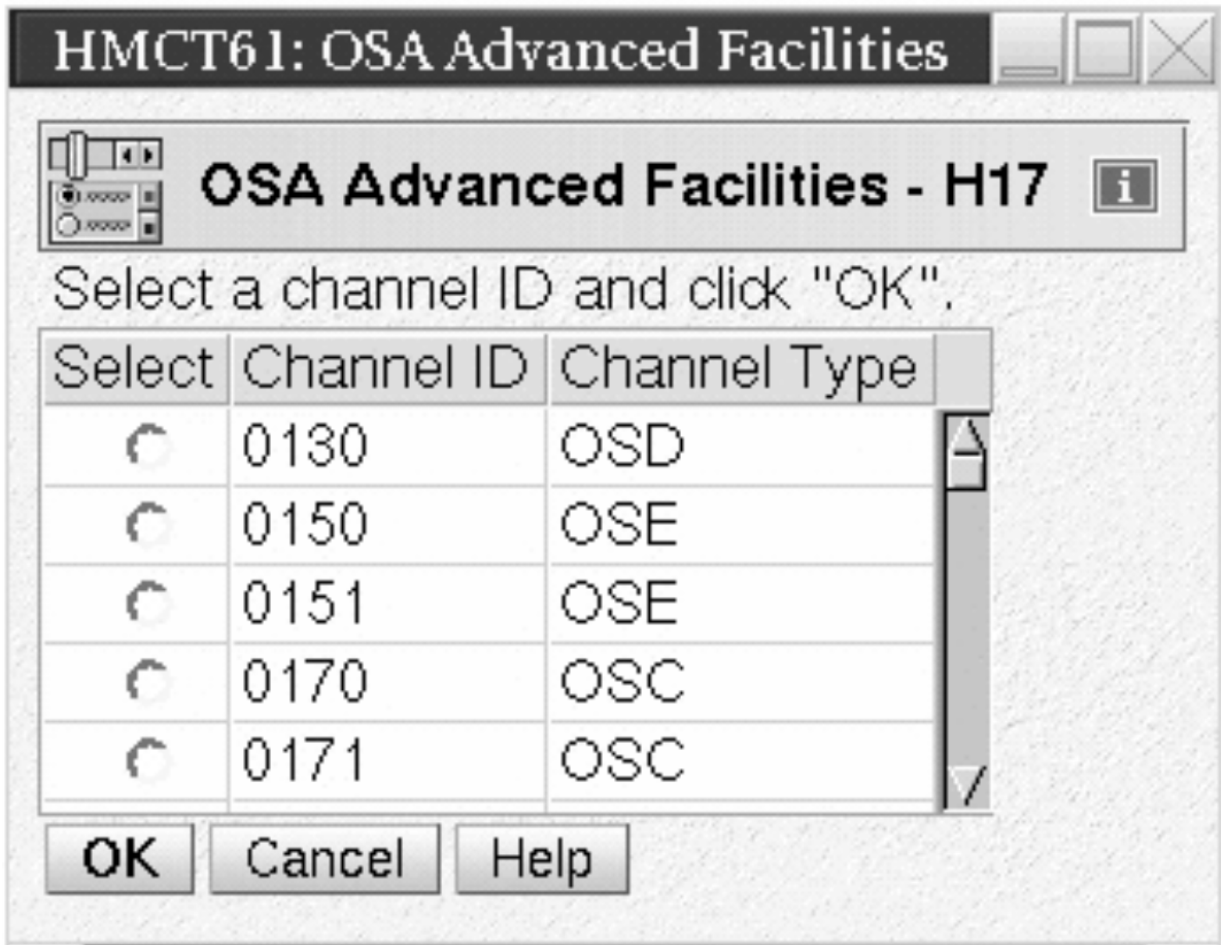 HMCT61: OSA Advanced Facilities
OSA Advanced Facilities - H17 i
Select a channel ID and click "OK".
Select Channel ID Channel Type
0130 OSD
0150 OSE
0151 OSE
0170 OSC
0171 OSC
OK Cancel Help